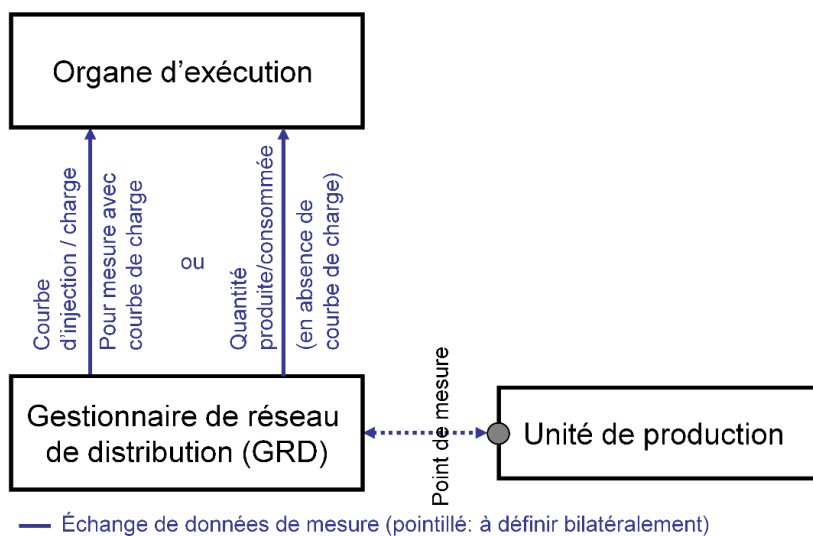 Organe d'exécution
Courbe
d'injection / charge
Pour mesure avec
courbe de charge
ou
Quantité
produite/consommée
(en absence de
courbe de charge)
Gestionnaire de réseau
de distribution (GRD)
Point de mesure
Unité de production
Échange de données de mesure (pointillé: à définir bilatéralement)